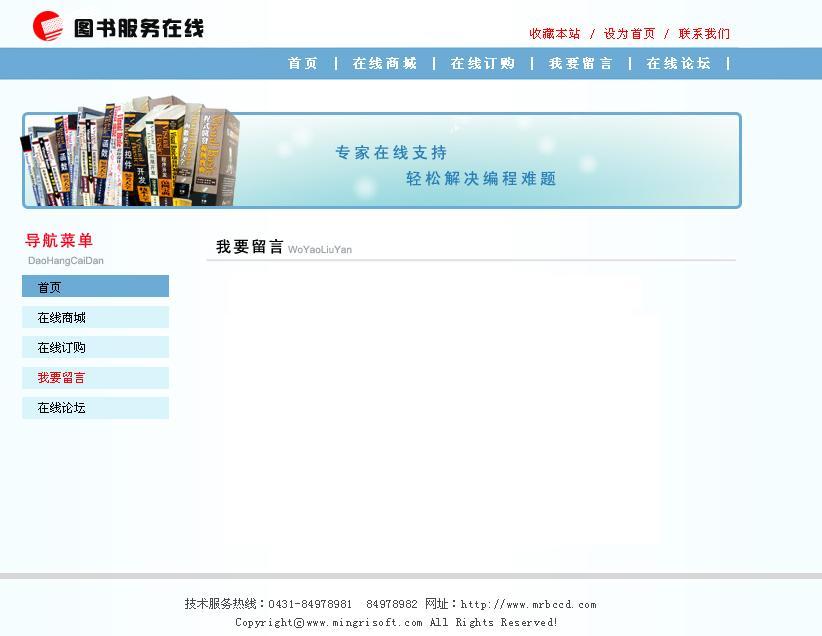 图书服务在线
收藏本站 / 设为首页 / 联系我们
首页 | 在线商城 | 在线订购 | 我要留言 | 在线论坛 |
专家在线支持
轻松解决编程难题
导航菜单
DaoHangCaiDan
我要留言 WoYaoLiuYan
首页
在线商城
在线订购
我要留言
在线论坛
技术服务热线：0431-84978981 84978982 网址：http://www.mrbccd.com
Copyright©www.mingrisoft.com All Rights Reserved!